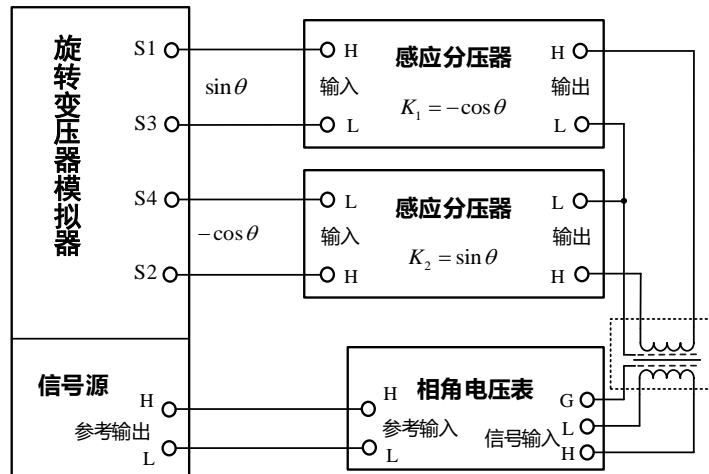 旋转变压器模拟器
S1
S3
S4
S2
sinθ
−cosθ
H
输入
L
感应分压器
K₁ = −cosθ
H
输出
L
L
输入
H
感应分压器
K₂ = sinθ
L
输出
H
信号源
H
参考输出
L
H
参考输入
L
相角电压表
G
信号输入
L
H